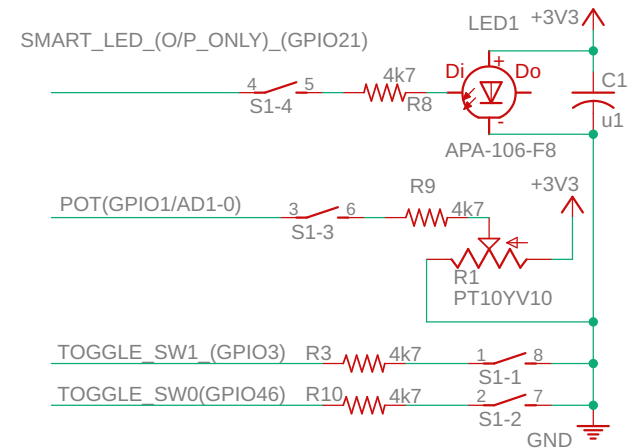 LED1 +3V3
SMART_LED_(O/P_ONLY)_(GPIO21)
Di + Do
4 5 4k7 C1
S1-4 R8
- u1
APA-106-F8
R9 +3V3
POT(GPIO1/AD1-0) 3 6 4k7
S1-3
R1
PT10YV10
TOGGLE_SW1_(GPIO3) R3 4k7 1 8
S1-1
TOGGLE_SW0(GPIO46) R10 4k7 2 7
S1-2
GND